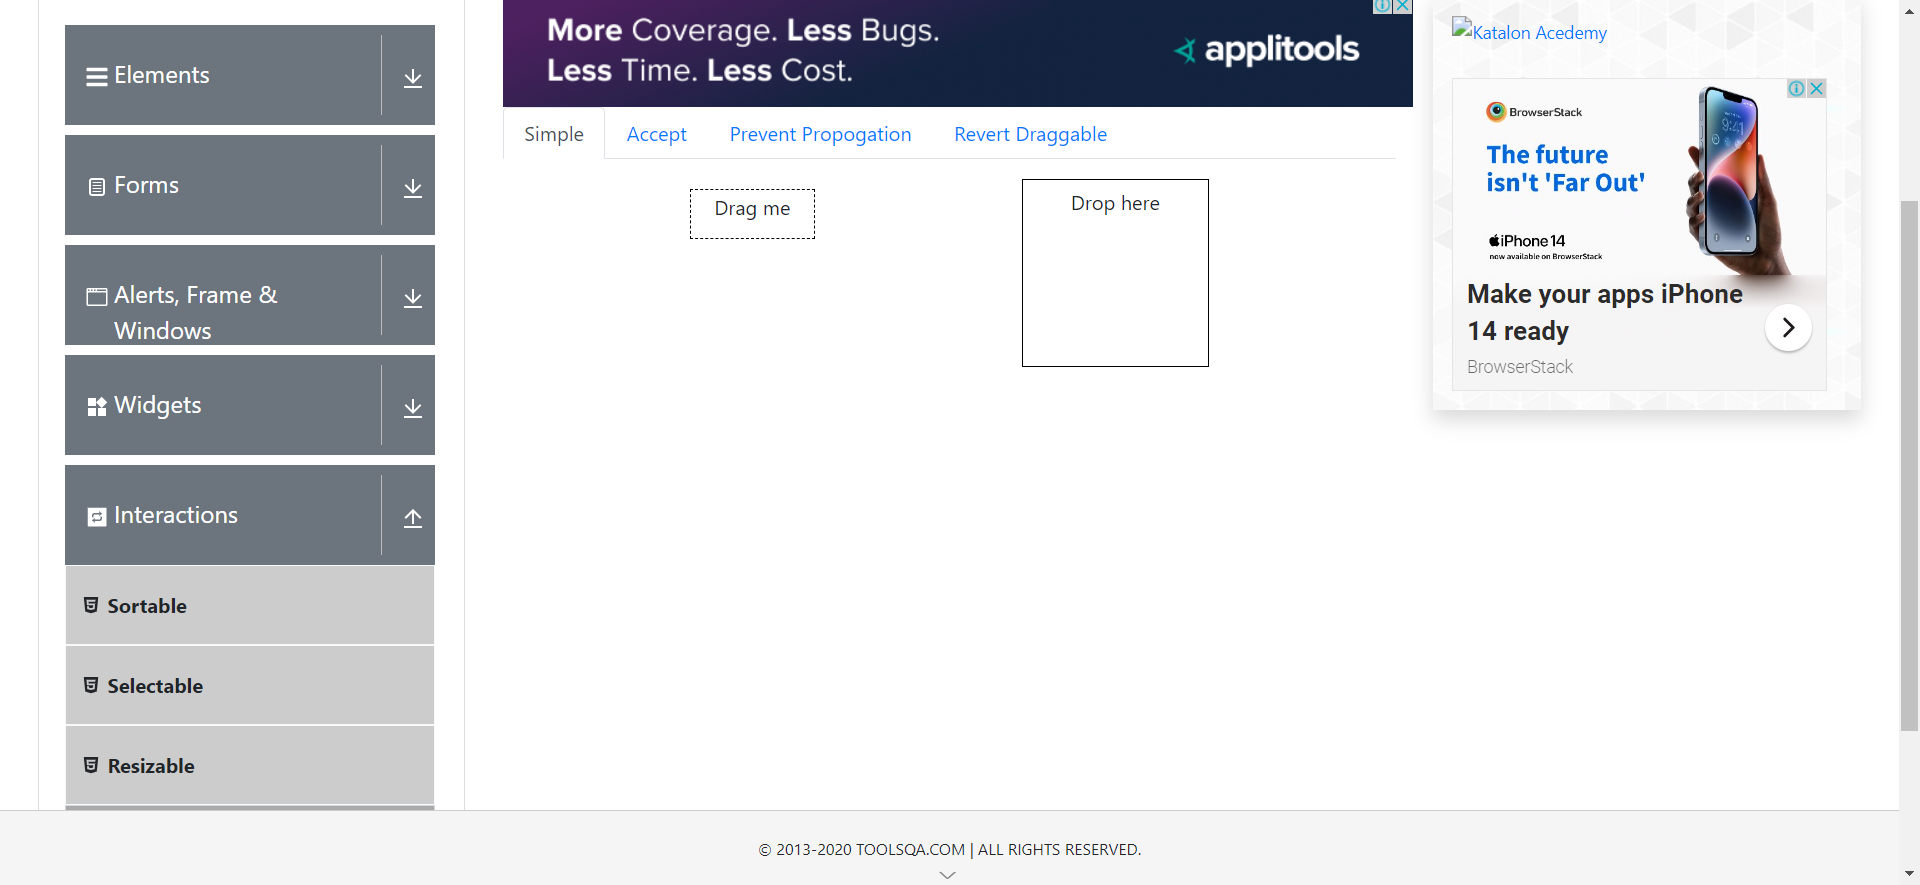 Elements
Forms
Alerts, Frame &
Windows
Widgets
Interactions
Sortable
Selectable
Resizable
More Coverage. Less Bugs.
Less Time. Less Cost.
applitools
Simple
Accept
Prevent Propogation
Revert Draggable
Drag me
Drop here
Katalon Acedemy
BrowserStack
The future
isn't 'Far Out'
iPhone 14
now available on BrowserStack
9:41
Make your apps iPhone
14 ready
BrowserStack
© 2013-2020 TOOLSQA.COM | ALL RIGHTS RESERVED.